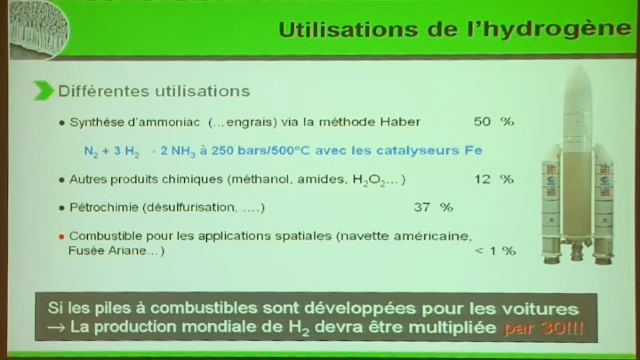 Utilisations de l'hydrogène
Différentes utilisations
• Synthèse d'ammoniac (...engrais) via la méthode Haber 50 %
N₂ + 3 H₂ · 2 NH₃ à 250 bars/500°C avec les catalyseurs Fe
• Autres produits chimiques (méthanol, amides, H₂O₂...) 12 %
• Pétrochimie (désulfurisation, ....) 37 %
• Combustible pour les applications spatiales (navette américaine,
Fusée Ariane...) < 1 %
Si les piles à combustibles sont développées pour les voitures
→ La production mondiale de H₂ devra être multipliée par 30!!!